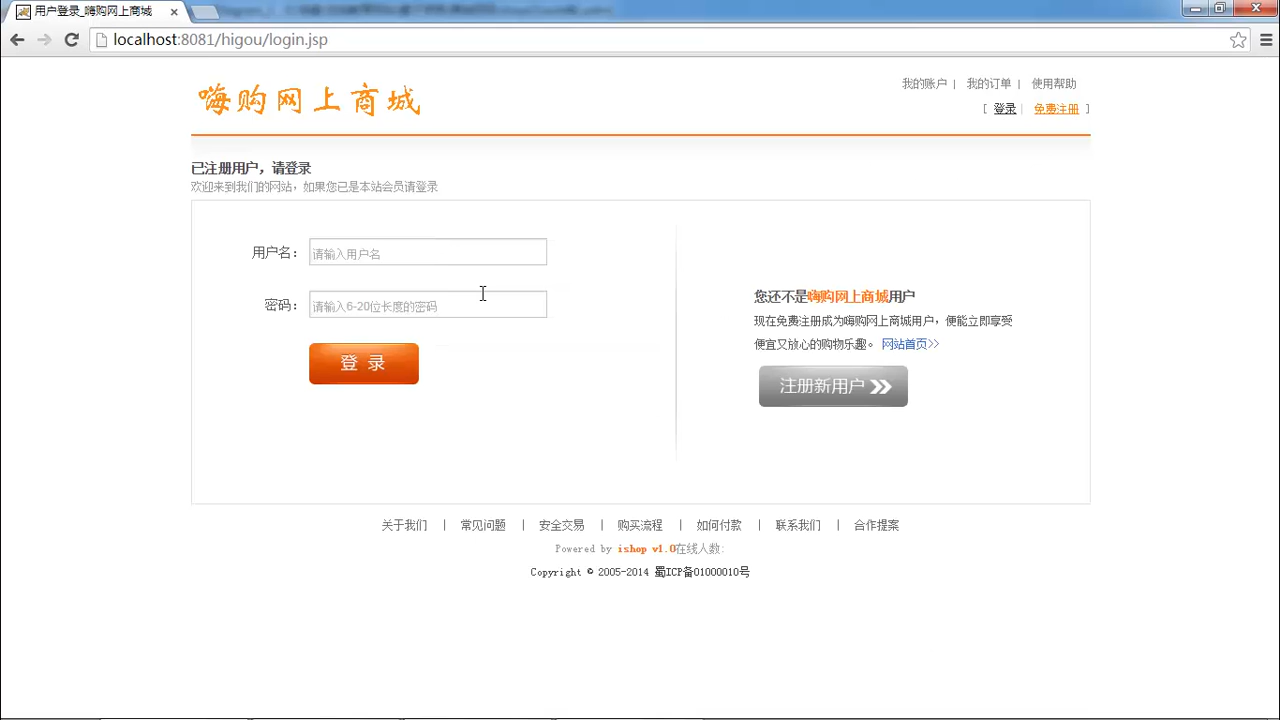 用户登录_嗨购网上商城
localhost:8081/higou/login.jsp
嗨购网上商城
我的账户 | 我的订单 | 使用帮助
[ 登录 | 免费注册 ]
已注册用户，请登录
欢迎来到我们的网站，如果您已是本站会员请登录
用户名： 请输入用户名
密码： 请输入6-20位长度的密码
登 录
您还不是嗨购网上商城用户
现在免费注册成为嗨购网上商城用户，便能立即享受
便宜又放心的购物乐趣。 网站首页>>
注册新用户
关于我们 | 常见问题 | 安全交易 | 购买流程 | 如何付款 | 联系我们 | 合作提案
Powered by ishop v1.0在线人数:
Copyright © 2005-2014 蜀ICP备01000010号